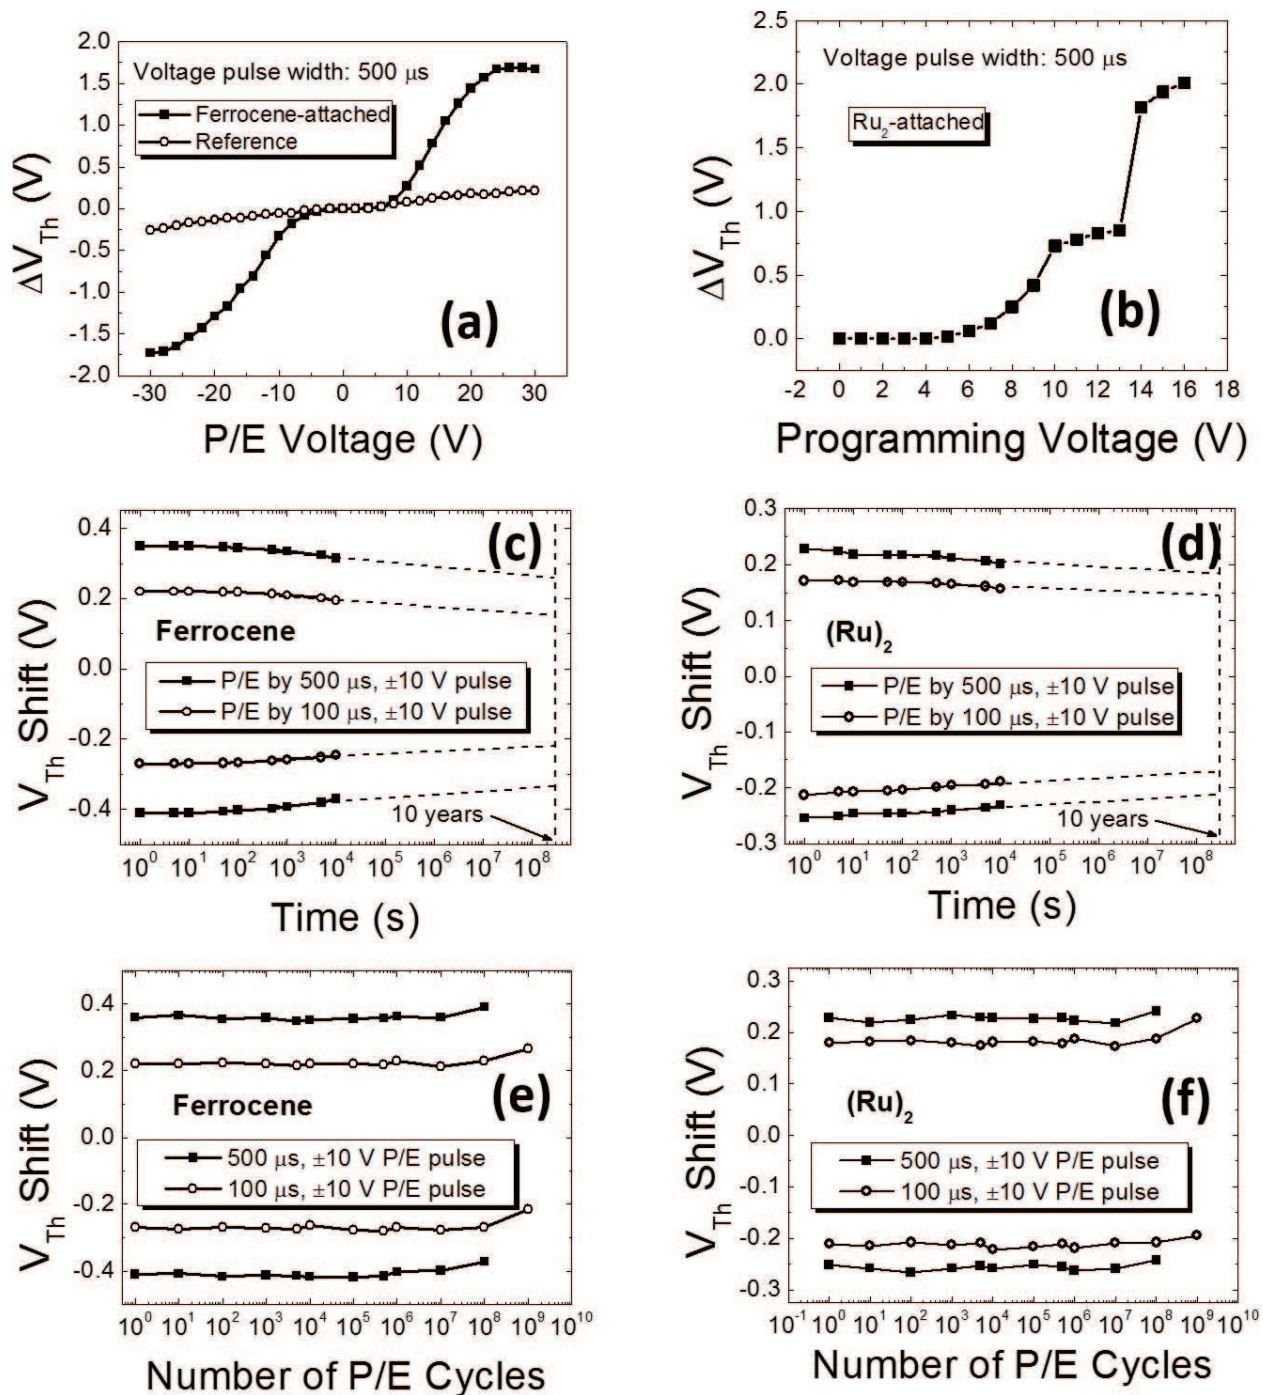 2.0
1.5
1.0
0.5
0.0
-0.5
-1.0
-1.5
-2.0
ΔV_Th (V)
Voltage pulse width: 500 μs
Ferrocene-attached
Reference
(a)
-30 -20 -10 0 10 20 30
P/E Voltage (V)
2.5
2.0
1.5
1.0
0.5
0.0
ΔV_Th (V)
Voltage pulse width: 500 μs
Ru₂-attached
(b)
-2 0 2 4 6 8 10 12 14 16 18
Programming Voltage (V)
0.4
0.2
0.0
-0.2
-0.4
V_Th Shift (V)
(c)
Ferrocene
P/E by 500 μs, ±10 V pulse
P/E by 100 μs, ±10 V pulse
10 years
10⁰ 10¹ 10² 10³ 10⁴ 10⁵ 10⁶ 10⁷ 10⁸
Time (s)
0.3
0.2
0.1
0.0
-0.1
-0.2
-0.3
V_Th Shift (V)
(d)
(Ru)₂
P/E by 500 μs, ±10 V pulse
P/E by 100 μs, ±10 V pulse
10 years
10⁰ 10¹ 10² 10³ 10⁴ 10⁵ 10⁶ 10⁷ 10⁸
Time (s)
0.4
0.2
0.0
-0.2
-0.4
V_Th Shift (V)
Ferrocene
(e)
500 μs, ±10 V P/E pulse
100 μs, ±10 V P/E pulse
10⁰ 10¹ 10² 10³ 10⁴ 10⁵ 10⁶ 10⁷ 10⁸ 10⁹ 10¹⁰
Number of P/E Cycles
0.3
0.2
0.1
0.0
-0.1
-0.2
-0.3
V_Th Shift (V)
(Ru)₂
(f)
500 μs, ±10 V P/E pulse
100 μs, ±10 V P/E pulse
10⁻¹ 10⁰ 10¹ 10² 10³ 10⁴ 10⁵ 10⁶ 10⁷ 10⁸ 10⁹ 10¹⁰
Number of P/E Cycles